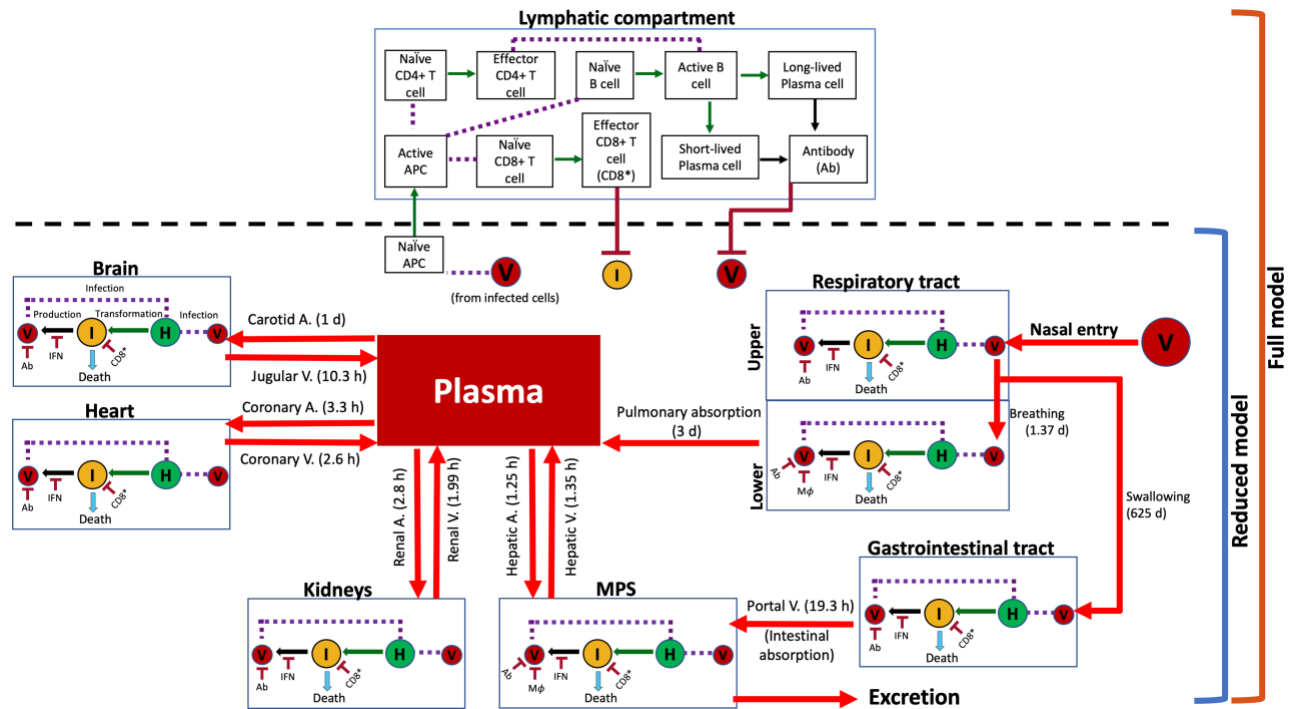 Lymphatic compartment
Naïve
CD4+ T
cell
Effector
CD4+ T
cell
Naïve
B cell
Active B
cell
Long-lived
Plasma cell
Active
APC
Naïve
CD8+ T
cell
Effector
CD8+ T
cell
(CD8*)
Short-lived
Plasma cell
Antibody
(Ab)
Naïve
APC
V
(from infected cells)
I
V
Full model
Reduced model
Brain
Infection
Production
Transformation
Infection
V
I
H
V
Ab
IFN
CD8*
Death
Carotid A. (1 d)
Jugular V. (10.3 h)
Heart
V
I
H
V
Ab
IFN
CD8*
Death
Coronary A. (3.3 h)
Coronary V. (2.6 h)
Plasma
Renal A. (2.8 h)
Renal V. (1.99 h)
Hepatic A. (1.25 h)
Hepatic V. (1.35 h)
Pulmonary absorption
(3 d)
Respiratory tract
Upper
V
I
H
V
Ab
IFN
CD8*
Death
Nasal entry
V
Lower
V
I
H
V
Ab
Mϕ
IFN
CD8*
Death
Breathing
(1.37 d)
Swallowing
(625 d)
Gastrointestinal tract
V
I
H
V
Ab
IFN
CD8*
Death
Portal V. (19.3 h)
(Intestinal
absorption)
Kidneys
V
I
H
V
Ab
IFN
CD8*
Death
MPS
V
I
H
V
Ab
Mϕ
IFN
CD8*
Death
Excretion